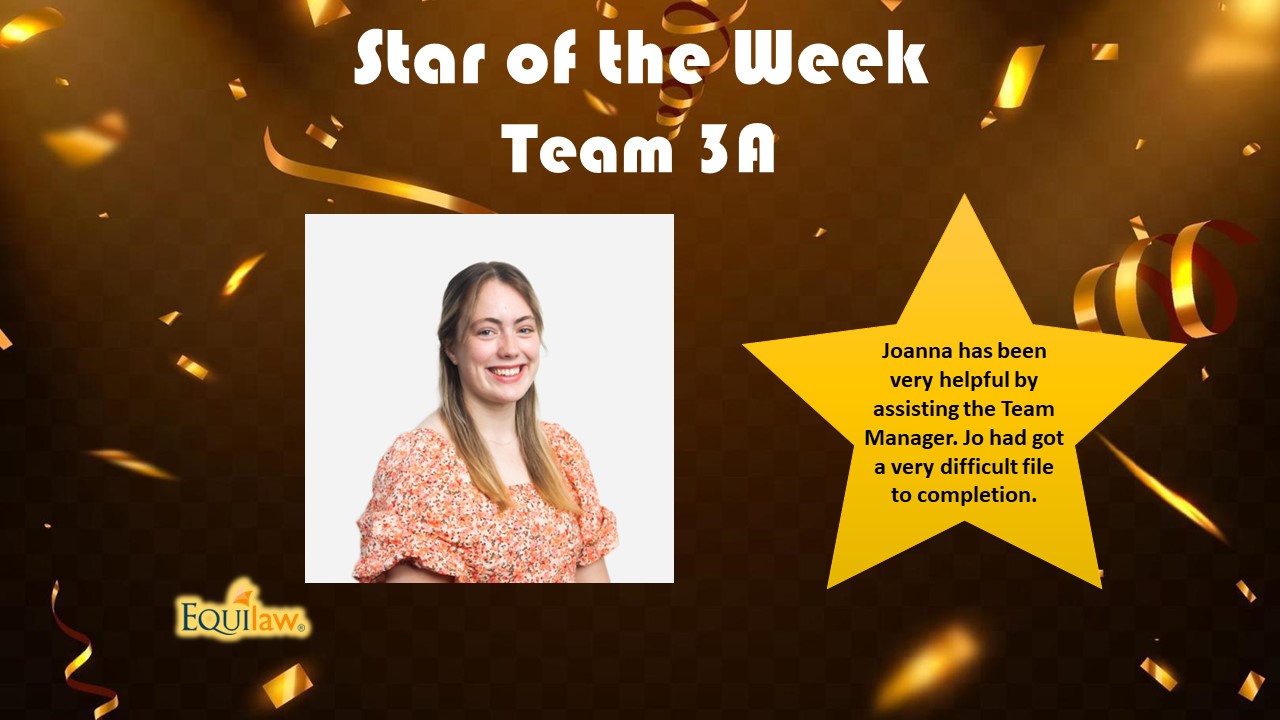 Star of the Week
Team 3A
Joanna has been
very helpful by
assisting the Team
Manager. Jo had got
a very difficult file
to completion.
EQUIlaw®